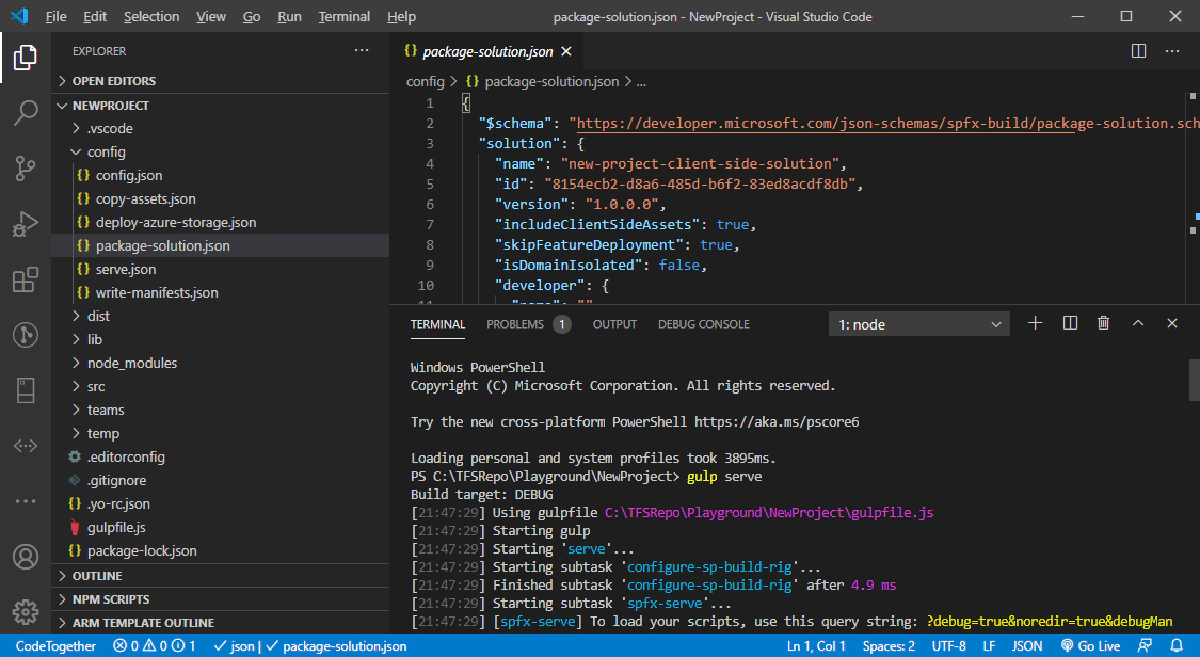 File Edit Selection View Go Run Terminal Help package-solution.json - NewProject - Visual Studio Code
EXPLORER ...
OPEN EDITORS
NEWPROJECT
.vscode
config
config.json
copy-assets.json
deploy-azure-storage.json
package-solution.json
serve.json
write-manifests.json
dist
lib
node_modules
src
teams
temp
.editorconfig
.gitignore
.yo-rc.json
gulpfile.js
package-lock.json
OUTLINE
NPM SCRIPTS
ARM TEMPLATE OUTLINE
{} package-solution.json ×
config > {} package-solution.json > ...
1 {
2 "$schema": "https://developer.microsoft.com/json-schemas/spfx-build/package-solution.sch
3 "solution": {
4 "name": "new-project-client-side-solution",
5 "id": "8154ecb2-d8a6-485d-b6f2-83ed8acdf8db",
6 "version": "1.0.0.0",
7 "includeClientSideAssets": true,
8 "skipFeatureDeployment": true,
9 "isDomainIsolated": false,
10 "developer": {
11 "name": ""
TERMINAL PROBLEMS 1 OUTPUT DEBUG CONSOLE 1: node
Windows PowerShell
Copyright (C) Microsoft Corporation. All rights reserved.
Try the new cross-platform PowerShell https://aka.ms/pscore6
Loading personal and system profiles took 3895ms.
PS C:\TFSRepo\Playground\NewProject> gulp serve
Build target: DEBUG
[21:47:29] Using gulpfile C:\TFSRepo\Playground\NewProject\gulpfile.js
[21:47:29] Starting gulp
[21:47:29] Starting 'serve'...
[21:47:29] Starting subtask 'configure-sp-build-rig'...
[21:47:29] Finished subtask 'configure-sp-build-rig' after 4.9 ms
[21:47:29] Starting subtask 'spfx-serve'...
[21:47:29] [spfx-serve] To load your scripts, use this query string: ?debug=true&noredir=true&debugMan
CodeTogether 0 0 1 ✓ json | ✓ package-solution.json Ln 1, Col 1 Spaces: 2 UTF-8 LF JSON Go Live